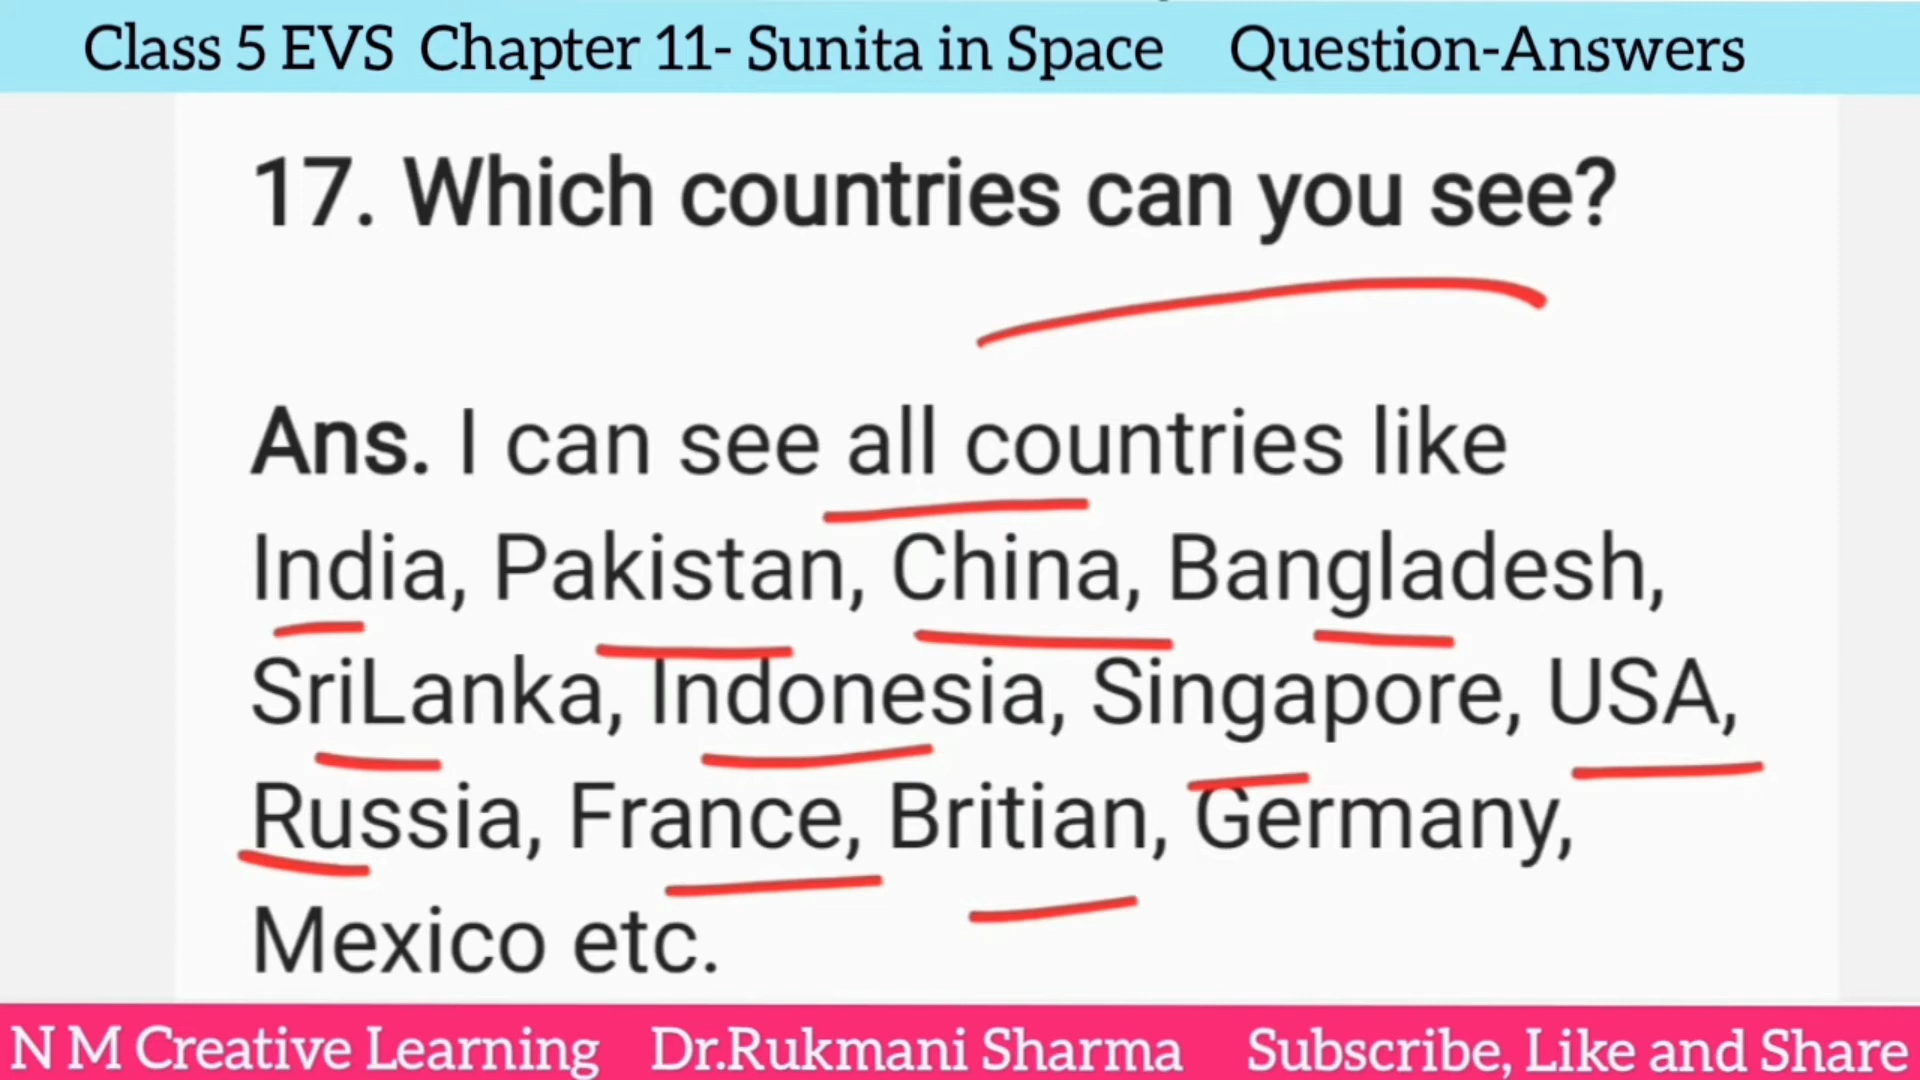 Class 5 EVS Chapter 11- Sunita in Space Question-Answers
17. Which countries can you see?
Ans. I can see all countries like
India, Pakistan, China, Bangladesh,
SriLanka, Indonesia, Singapore, USA,
Russia, France, Britian, Germany,
Mexico etc.
N M Creative Learning Dr.Rukmani Sharma Subscribe, Like and Share